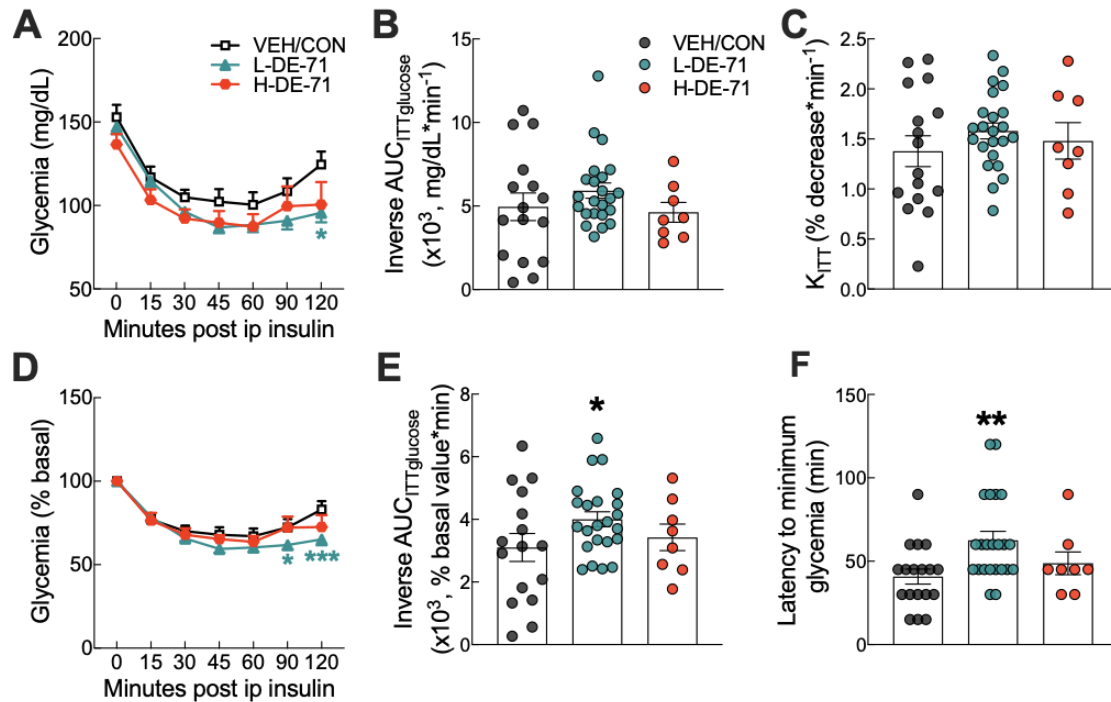 A
200
150
100
50
Glycemia (mg/dL)
VEH/CON
L-DE-71
H-DE-71
*
0 15 30 45 60 90 120
Minutes post ip insulin
B
15
10
5
0
Inverse AUCITTglucose
(x10³, mg/dL*min⁻¹)
VEH/CON
L-DE-71
H-DE-71
C
2.5
2.0
1.5
1.0
0.5
0.0
KITT (% decrease*min⁻¹)
D
150
100
50
0
Glycemia (% basal)
* ***
0 15 30 45 60 90 120
Minutes post ip insulin
E
8
6
4
2
0
Inverse AUCITTglucose
(x10³, % basal value*min)
*
F
150
100
50
0
Latency to minimum
glycemia (min)
**